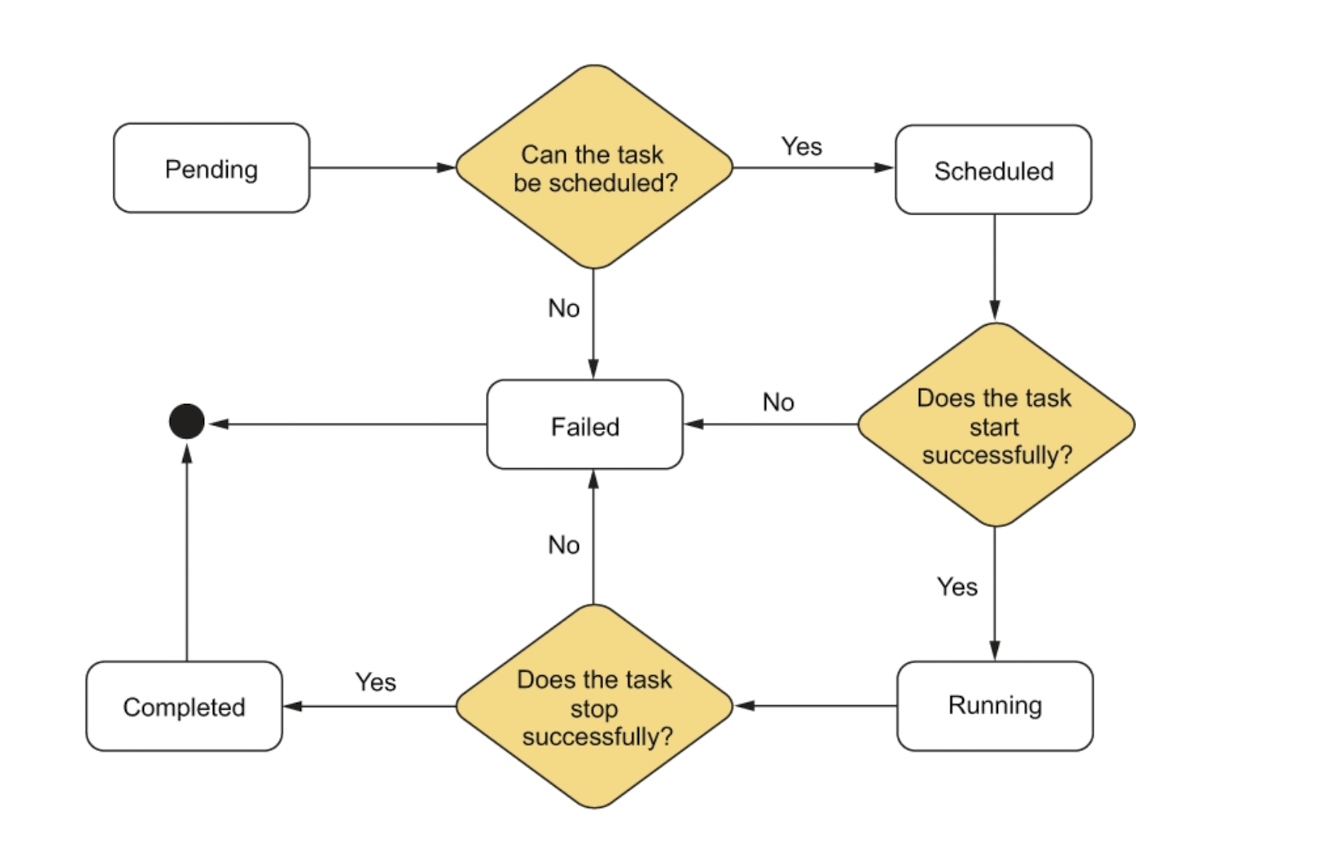 Pending
Can the task
be scheduled?
Yes
Scheduled
No
Failed
No
Does the task
start
successfully?
No
Yes
Completed
Yes
Does the task
stop
successfully?
Running